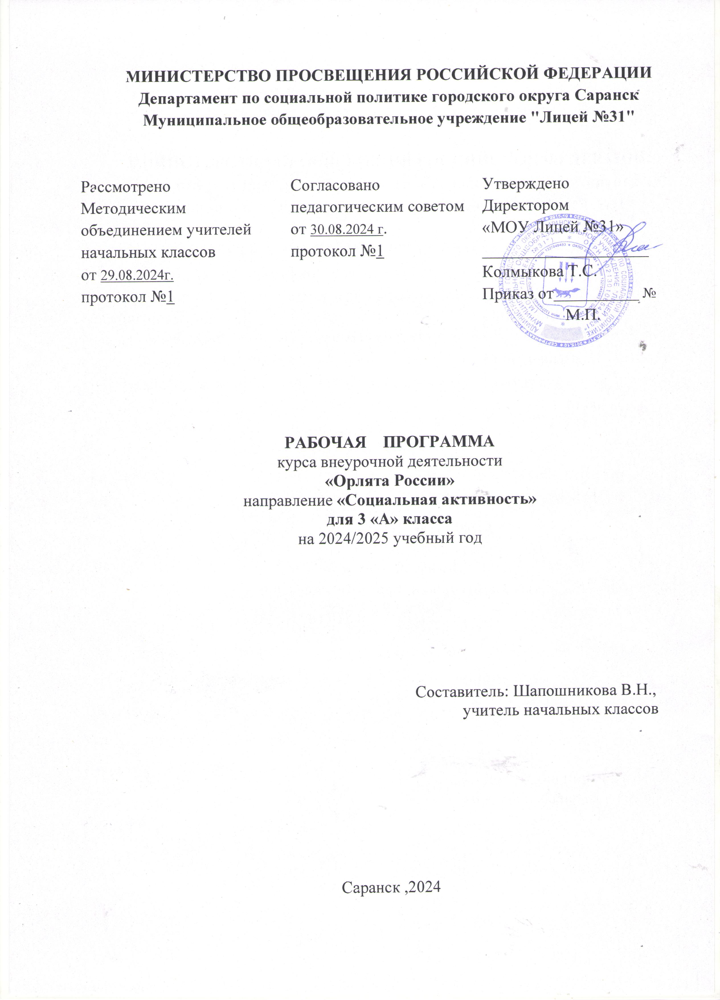 МИНИСТЕРСТВО ПРОСВЕЩЕНИЯ РОССИЙСКОЙ ФЕДЕРАЦИИ
Департамент по социальной политике городского округа Саранск
Муниципальное общеобразовательное учреждение "Лицей №31"
Рассмотрено
Методическим
объединением учителей
начальных классов
от 29.08.2024г.
протокол №1
Согласовано
педагогическим советом
от 30.08.2024 г.
протокол №1
Утверждено
Директором
«МОУ Лицей №31»
Колмыкова Т.С.
Приказ от__________ №
М.П.
РАБОЧАЯ ПРОГРАММА
курса внеурочной деятельности
«Орлята России»
направление «Социальная активность»
для 3 «А» класса
на 2024/2025 учебный год
Составитель: Шапошникова В.Н.,
учитель начальных классов
Саранск ,2024